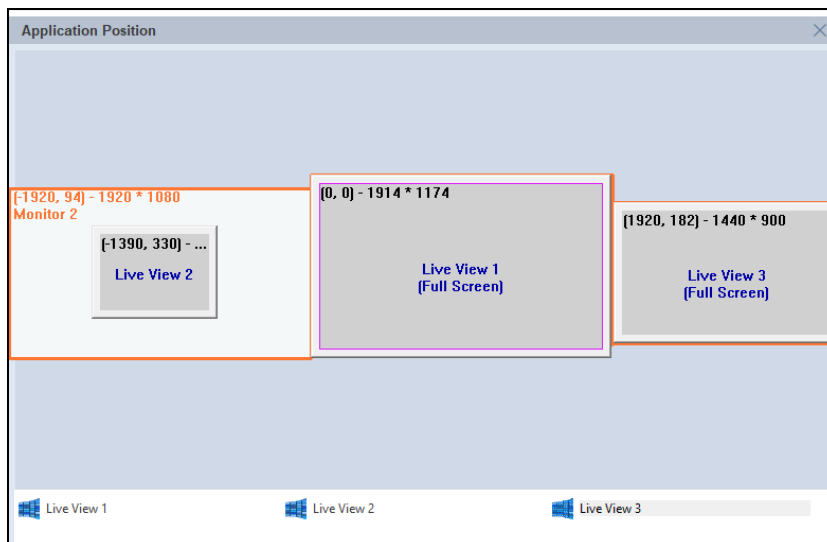 Application Position
(-1920, 94) - 1920 * 1080
Monitor 2
(-1390, 330) - ...
Live View 2
(0, 0) - 1914 * 1174
Live View 1
(Full Screen)
(1920, 182) - 1440 * 900
Live View 3
(Full Screen)
Live View 1
Live View 2
Live View 3